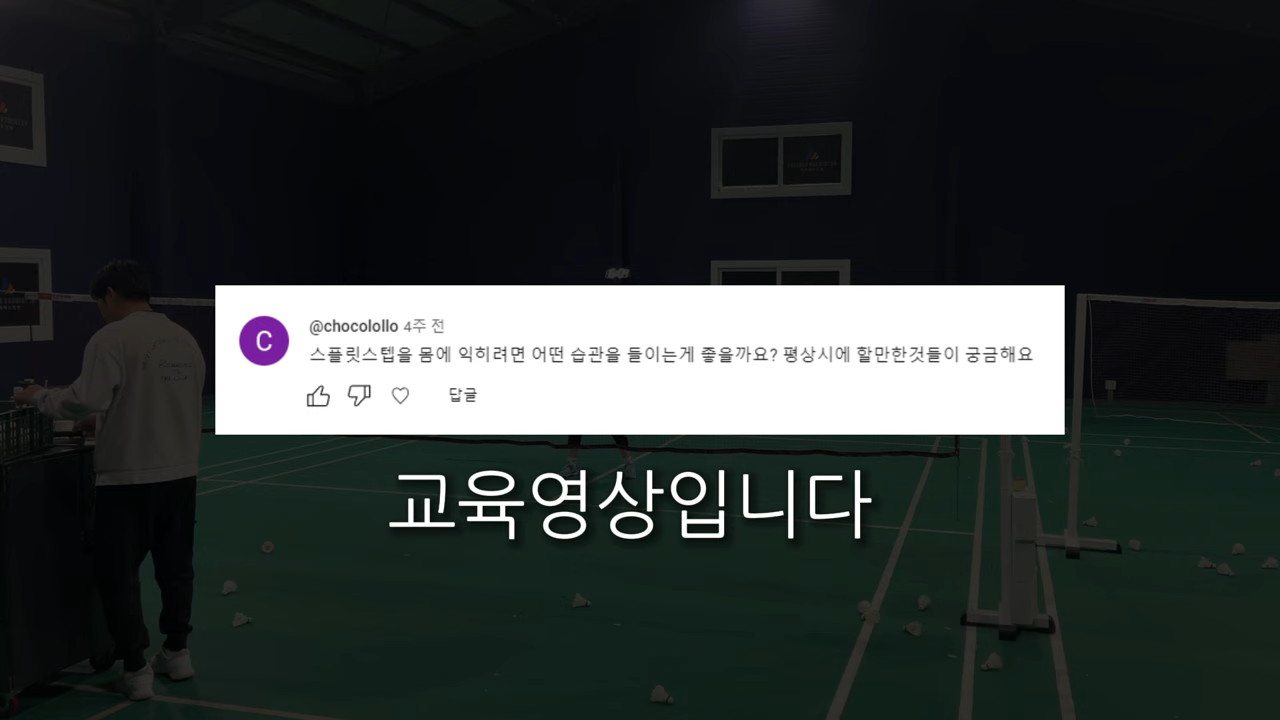 C
@chocolollo 4주 전
스플릿스텝을 몸에 익히려면 어떤 습관을 들이는게 좋을까요? 평상시에 할만한것들이 궁금해요
답글
교육영상입니다